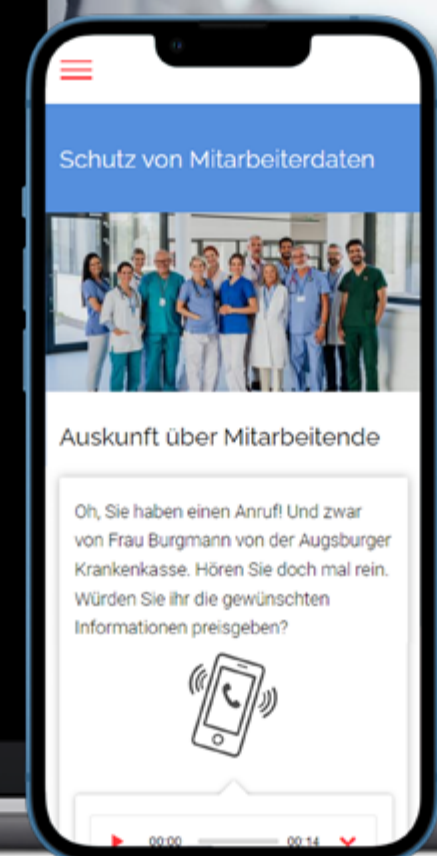 Schutz von Mitarbeiterdaten
Auskunft über Mitarbeitende
Oh, Sie haben einen Anruf! Und zwar
von Frau Burgmann von der Augsburger
Krankenkasse. Hören Sie doch mal rein.
Würden Sie ihr die gewünschten
Informationen preisgeben?
00:00 00:14